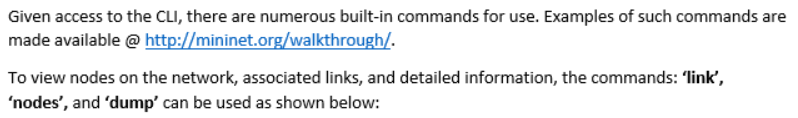 Given access to the CLI, there are numerous built-in commands for use. Examples of such commands are
made available @ http://mininet.org/walkthrough/.
To view nodes on the network, associated links, and detailed information, the commands: ‘link’,
‘nodes’, and ‘dump’ can be used as shown below: